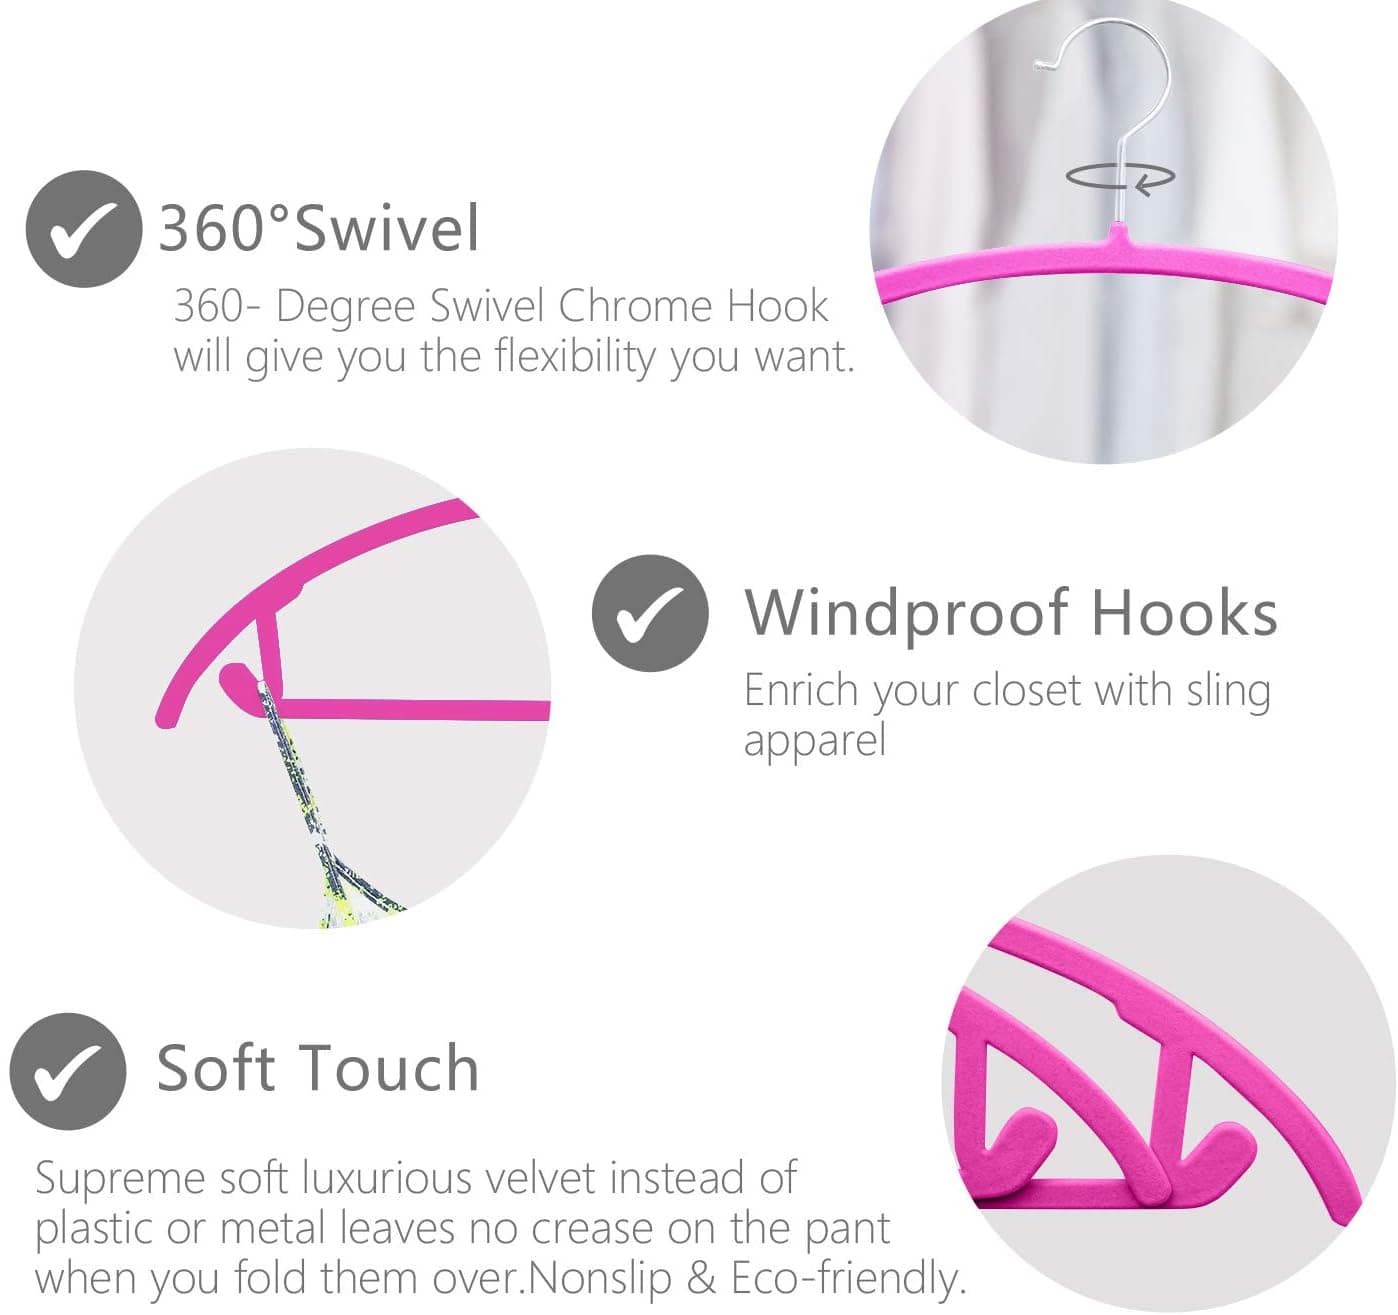 360°Swivel
360- Degree Swivel Chrome Hook
will give you the flexibility you want.
Windproof Hooks
Enrich your closet with sling
apparel
Soft Touch
Supreme soft luxurious velvet instead of
plastic or metal leaves no crease on the pant
when you fold them over.Nonslip & Eco-friendly.